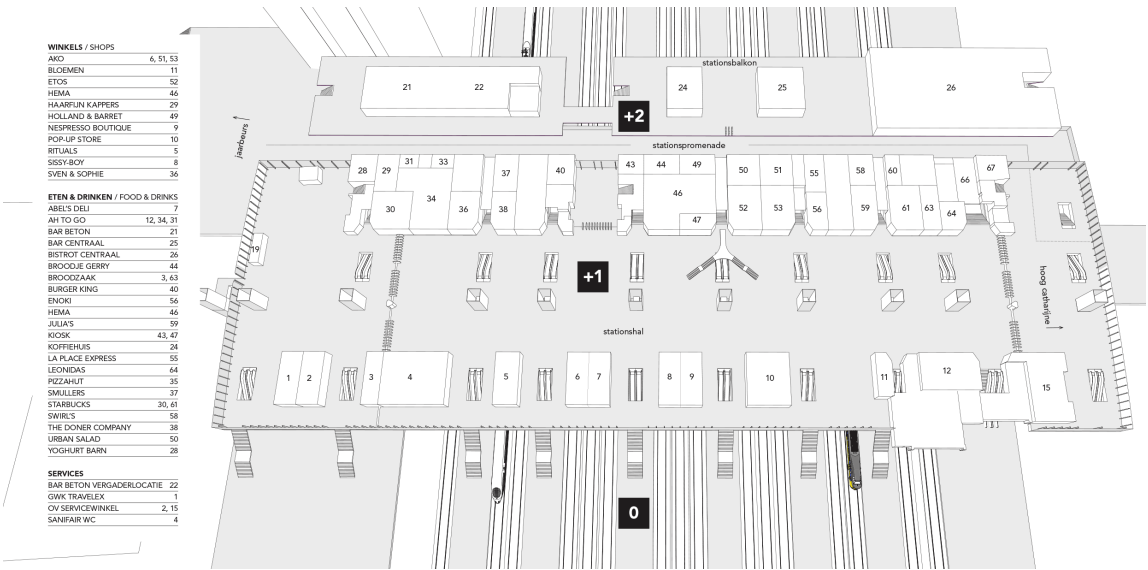 WINKELS / SHOPS
AKO 6, 51, 53
BLOEMEN 11
ETOS 52
HEMA 46
HAARFIJN KAPPERS 29
HOLLAND & BARRET 49
NESPRESSO BOUTIQUE 9
POP-UP STORE 10
RITUALS 5
SISSY-BOY 8
SVEN & SOPHIE 36
ETEN & DRINKEN / FOOD & DRINKS
ABEL'S DELI 7
AH TO GO 12, 34, 31
BAR BETON 21
BAR CENTRAAL 25
BISTROT CENTRAAL 26
BROODJE GERRY 44
BROODZAAK 3, 63
BURGER KING 40
ENOKI 56
HEMA 46
JULIA'S 59
KIOSK 43, 47
KOFFIEHUIS 24
LA PLACE EXPRESS 55
LEONIDAS 64
PIZZAHUT 35
SMULLERS 37
STARBUCKS 30, 61
SWIRL'S 58
THE DONER COMPANY 38
URBAN SALAD 50
YOGHURT BARN 28
SERVICES
BAR BETON VERGADERLOCATIE 22
GWK TRAVELEX 1
OV SERVICEWINKEL 2, 15
SANIFAIR WC 4
stationsbalkon
21 22 24 25 26
+2
jaarbeurs
stationspromenade
28 29 31 33 37 40 43 44 49 50 51 55 58 60 66 67
30 34 36 38 46 47 52 53 56 59 61 63 64
19
+1
hoog catharijne
stationshal
1 2 3 4 5 6 7 8 9 10 11 12 15
0